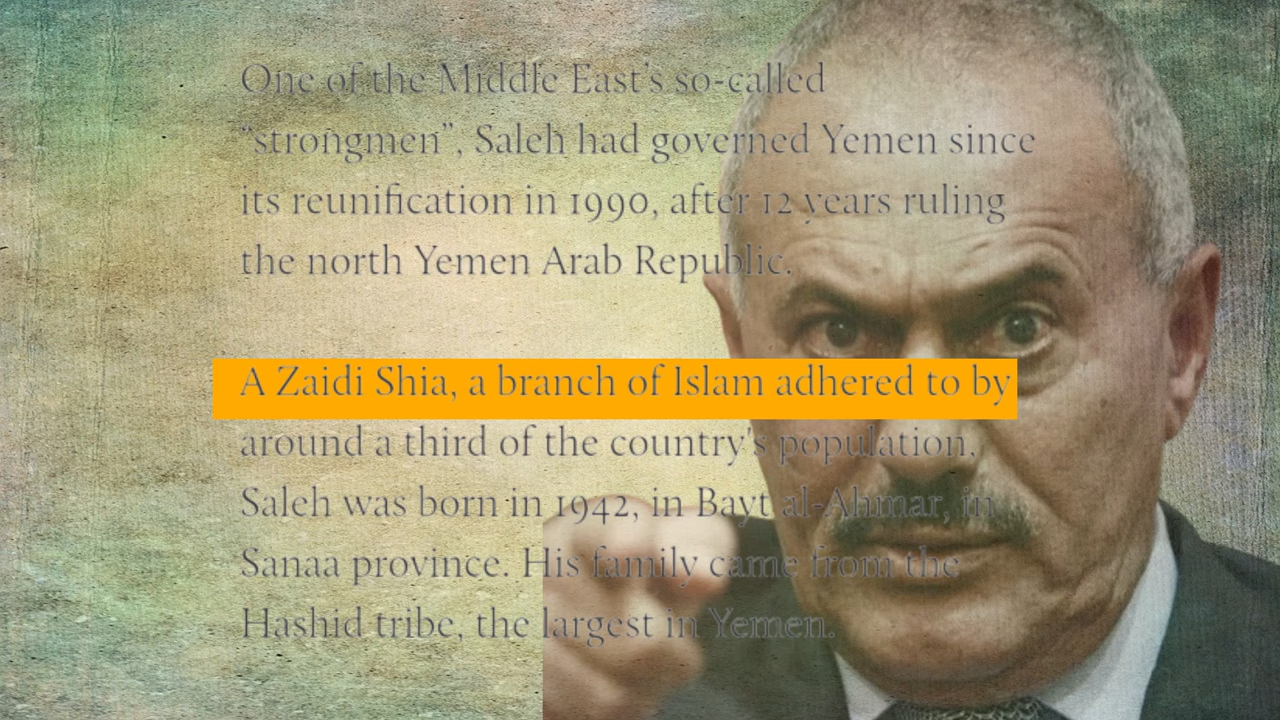 One of the Middle East’s so-called
“strongmen”, Saleh had governed Yemen since
its reunification in 1990, after 12 years ruling
the north Yemen Arab Republic.
A Zaidi Shia, a branch of Islam adhered to by
around a third of the country's population,
Saleh was born in 1942, in Bayt al-Ahmar, in
Sanaa province. His family came from the
Hashid tribe, the largest in Yemen.